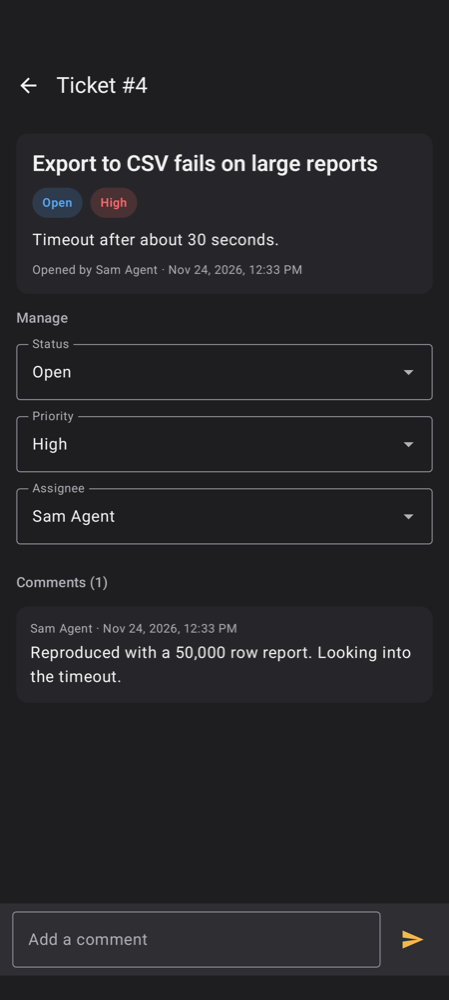 Ticket #4
Export to CSV fails on large reports
Open
High
Timeout after about 30 seconds.
Opened by Sam Agent · Nov 24, 2026, 12:33 PM
Manage
Status
Open
Priority
High
Assignee
Sam Agent
Comments (1)
Sam Agent · Nov 24, 2026, 12:33 PM
Reproduced with a 50,000 row report. Looking into
the timeout.
Add a comment